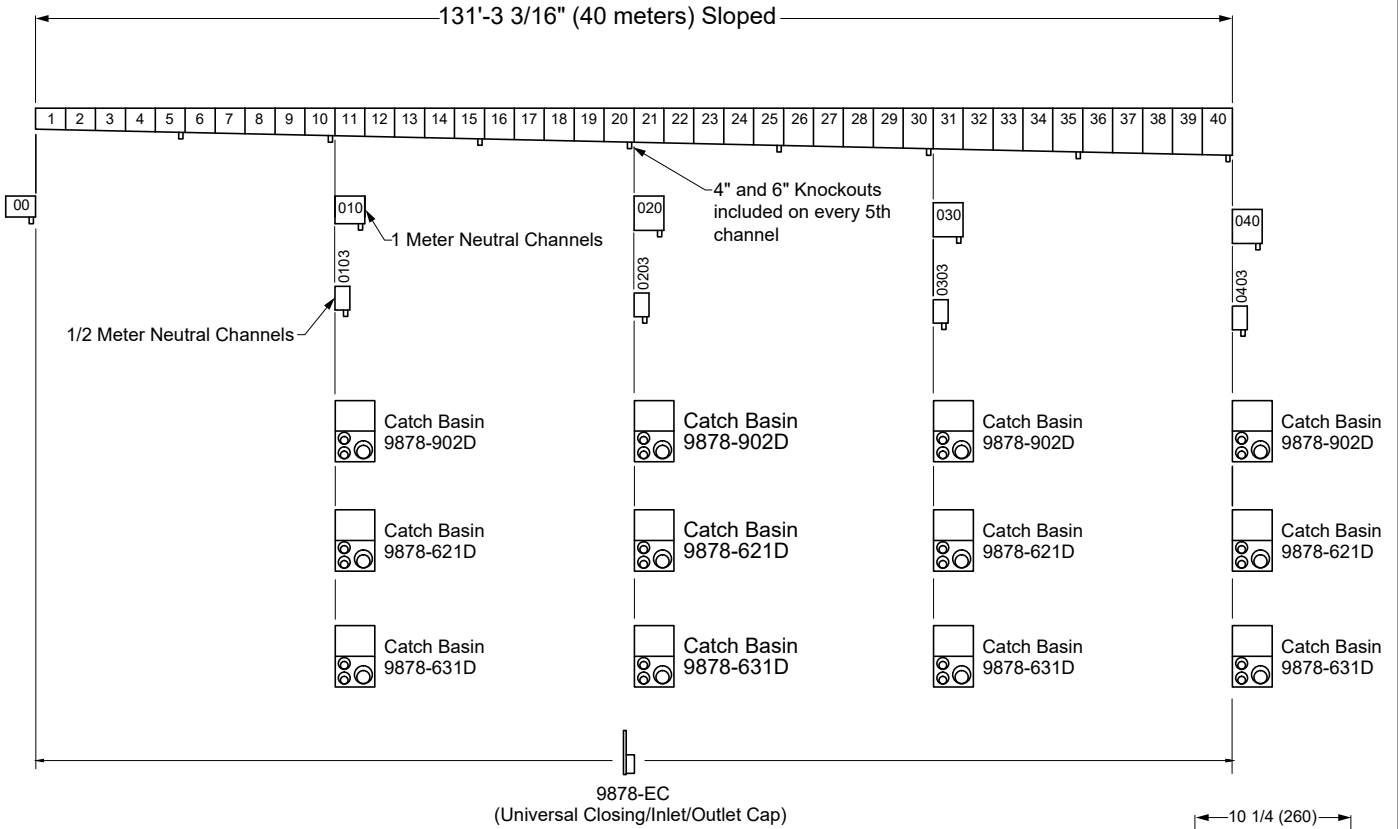 131'-3 3/16" (40 meters) Sloped
1 2 3 4 5 6 7 8 9 10 11 12 13 14 15 16 17 18 19 20 21 22 23 24 25 26 27 28 29 30 31 32 33 34 35 36 37 38 39 40
00
010
020
030
040
4" and 6" Knockouts
included on every 5th
channel
1 Meter Neutral Channels
0103
0203
0303
0403
1/2 Meter Neutral Channels
Catch Basin
9878-902D
Catch Basin
9878-902D
Catch Basin
9878-902D
Catch Basin
9878-902D
Catch Basin
9878-621D
Catch Basin
9878-621D
Catch Basin
9878-621D
Catch Basin
9878-621D
Catch Basin
9878-631D
Catch Basin
9878-631D
Catch Basin
9878-631D
Catch Basin
9878-631D
9878-EC
(Universal Closing/Inlet/Outlet Cap)
10 1/4 (260)